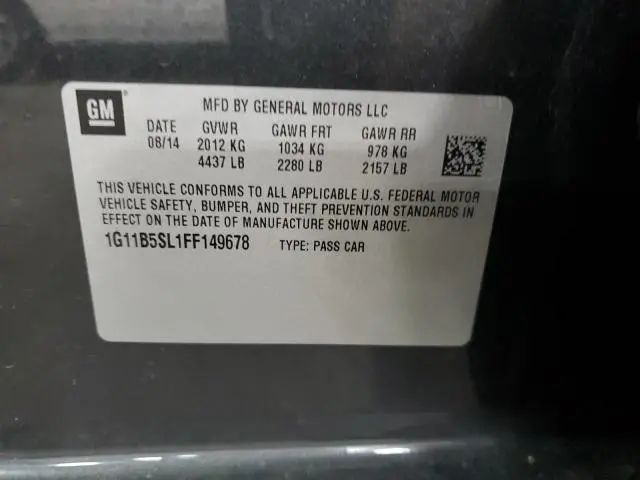 GM
MFD BY GENERAL MOTORS LLC
DATE GVWR GAWR FRT GAWR RR
08/14 2012 KG 1034 KG 978 KG
4437 LB 2280 LB 2157 LB
THIS VEHICLE CONFORMS TO ALL APPLICABLE U.S. FEDERAL MOTOR
VEHICLE SAFETY, BUMPER, AND THEFT PREVENTION STANDARDS IN
EFFECT ON THE DATE OF MANUFACTURE SHOWN ABOVE.
1G11B5SL1FF149678 TYPE: PASS CAR